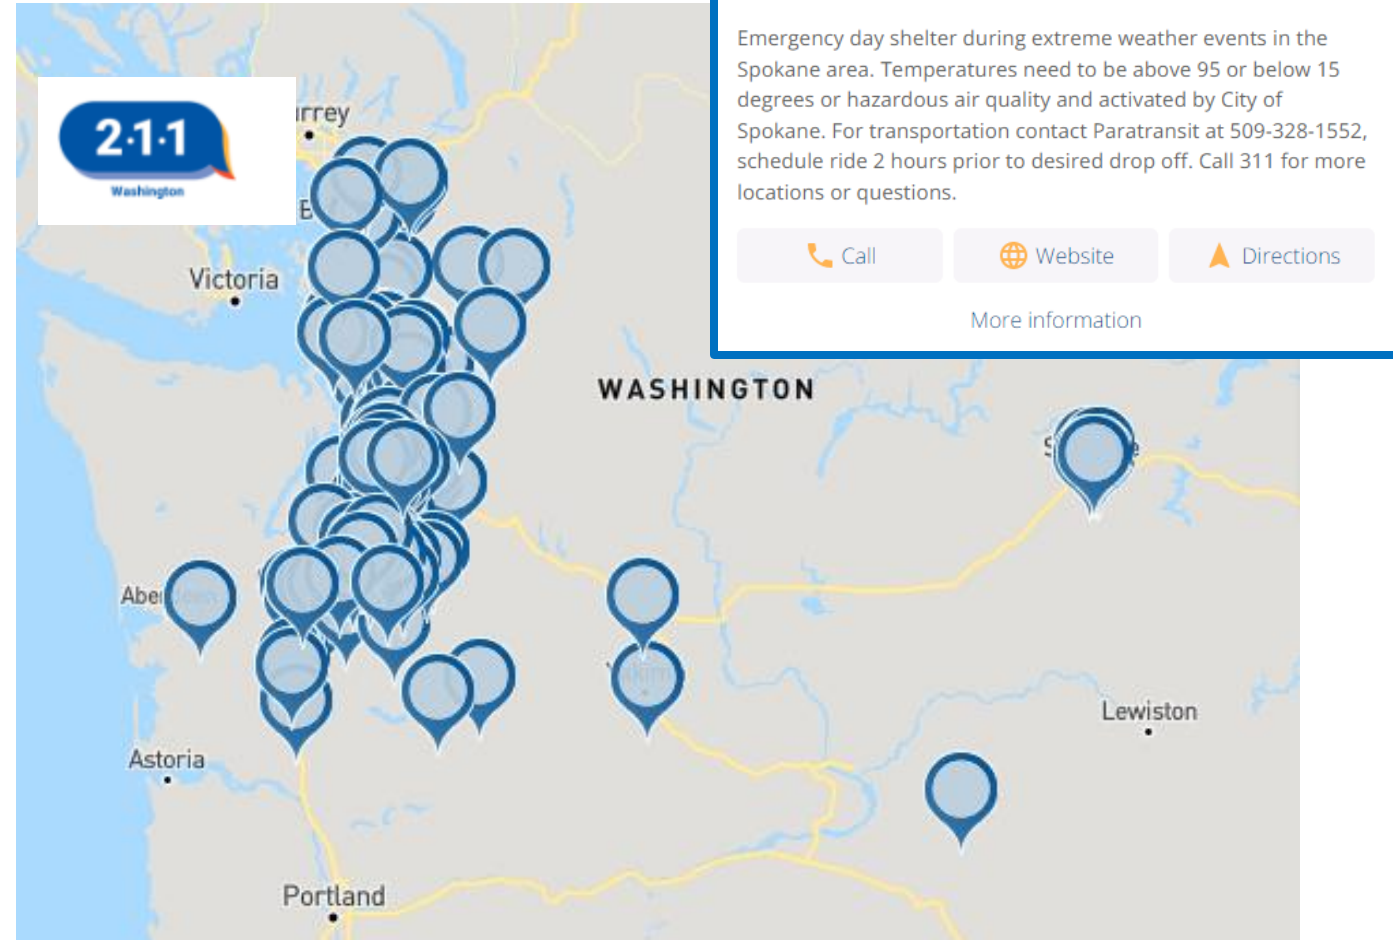 Emergency day shelter during extreme weather events in the
Spokane area. Temperatures need to be above 95 or below 15
degrees or hazardous air quality and activated by City of
Spokane. For transportation contact Paratransit at 509-328-1552,
schedule ride 2 hours prior to desired drop off. Call 311 for more
locations or questions.
Call Website Directions
More information
2·1·1
Washington
Victoria
WASHINGTON
Lewiston
Astoria
Portland